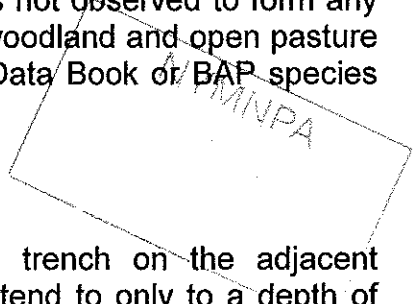 not observed to form any
woodland and open pasture
Data Book or BAP species
NYMNPA
trench on the adjacent
tend to only to a depth of